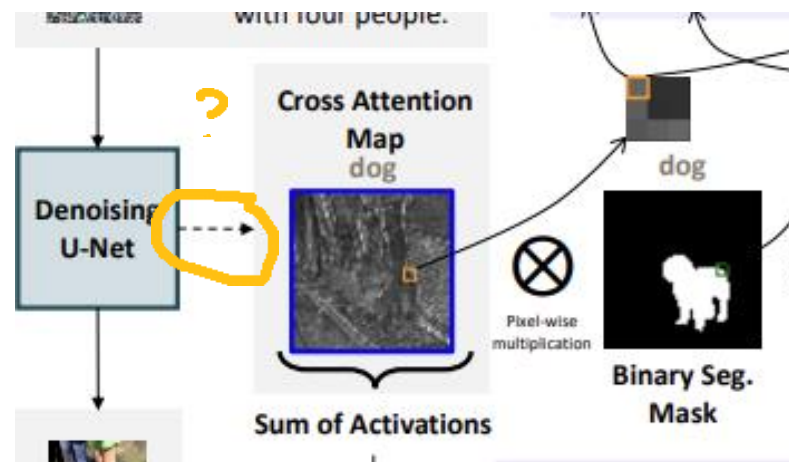 with four people.
?
Cross Attention
Map
dog
Denoising
U-Net
dog
Pixel-wise
multiplication
Binary Seg.
Mask
Sum of Activations